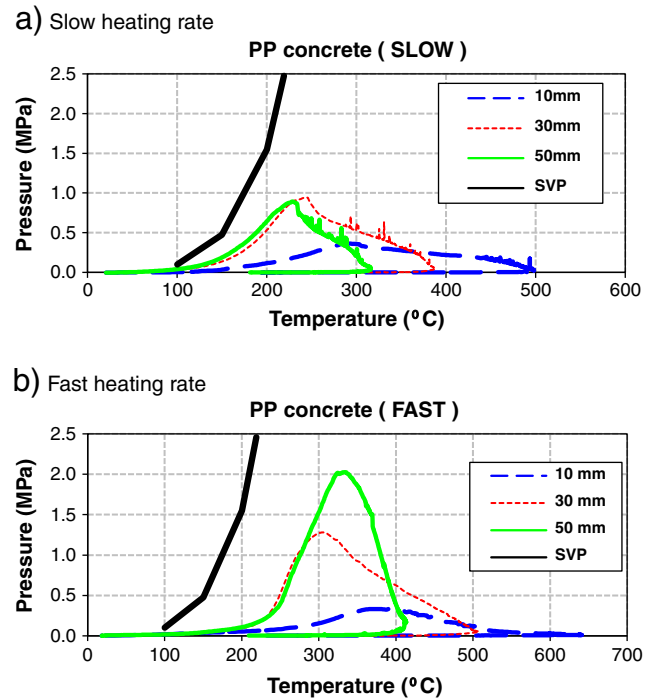 a) Slow heating rate
PP concrete ( SLOW )
2.5
2.0
1.5
1.0
0.5
0.0
Pressure (MPa)
10mm
30mm
50mm
SVP
0 100 200 300 400 500 600
Temperature (⁰C)
b) Fast heating rate
PP concrete ( FAST )
2.5
2.0
1.5
1.0
0.5
0.0
Pressure (MPa)
10 mm
30 mm
50 mm
SVP
0 100 200 300 400 500 600 700
Temperature (⁰C)